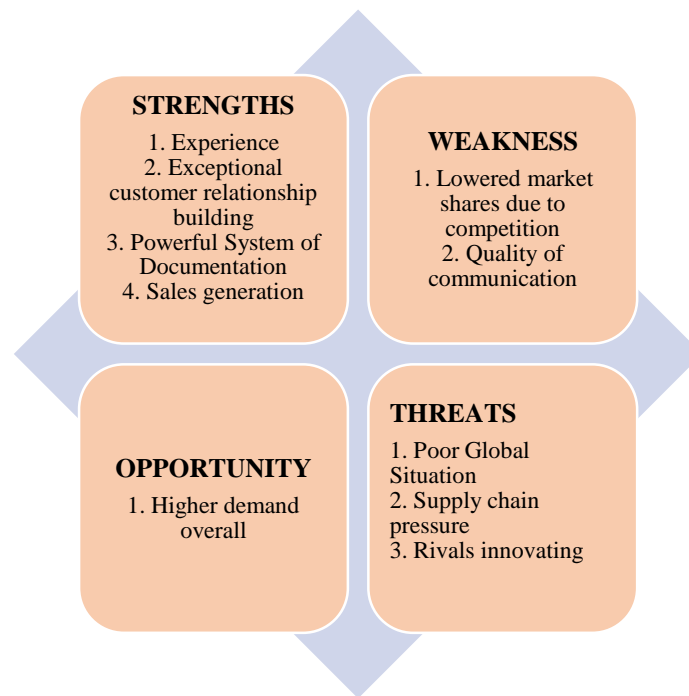 STRENGTHS
1. Experience
2. Exceptional
customer relationship
building
3. Powerful System of
Documentation
4. Sales generation
WEAKNESS
1. Lowered market
shares due to
competition
2. Quality of
communication
OPPORTUNITY
1. Higher demand
overall
THREATS
1. Poor Global
Situation
2. Supply chain
pressure
3. Rivals innovating